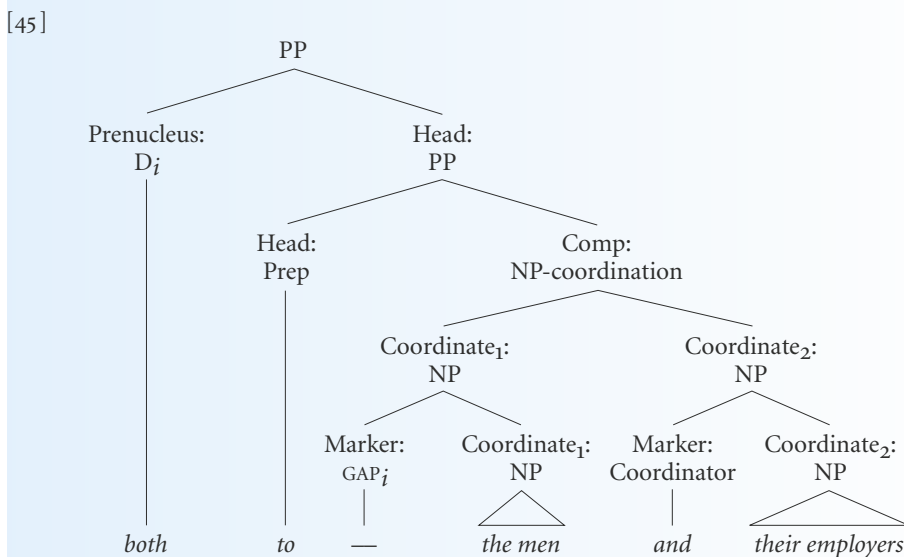 [45]
PP
Prenucleus: Head:
Dᵢ PP
Head: Comp:
Prep NP-coordination
Coordinate₁: Coordinate₂:
NP NP
Marker: Coordinate₁: Marker: Coordinate₂:
GAPᵢ NP Coordinator NP
both to — the men and their employers